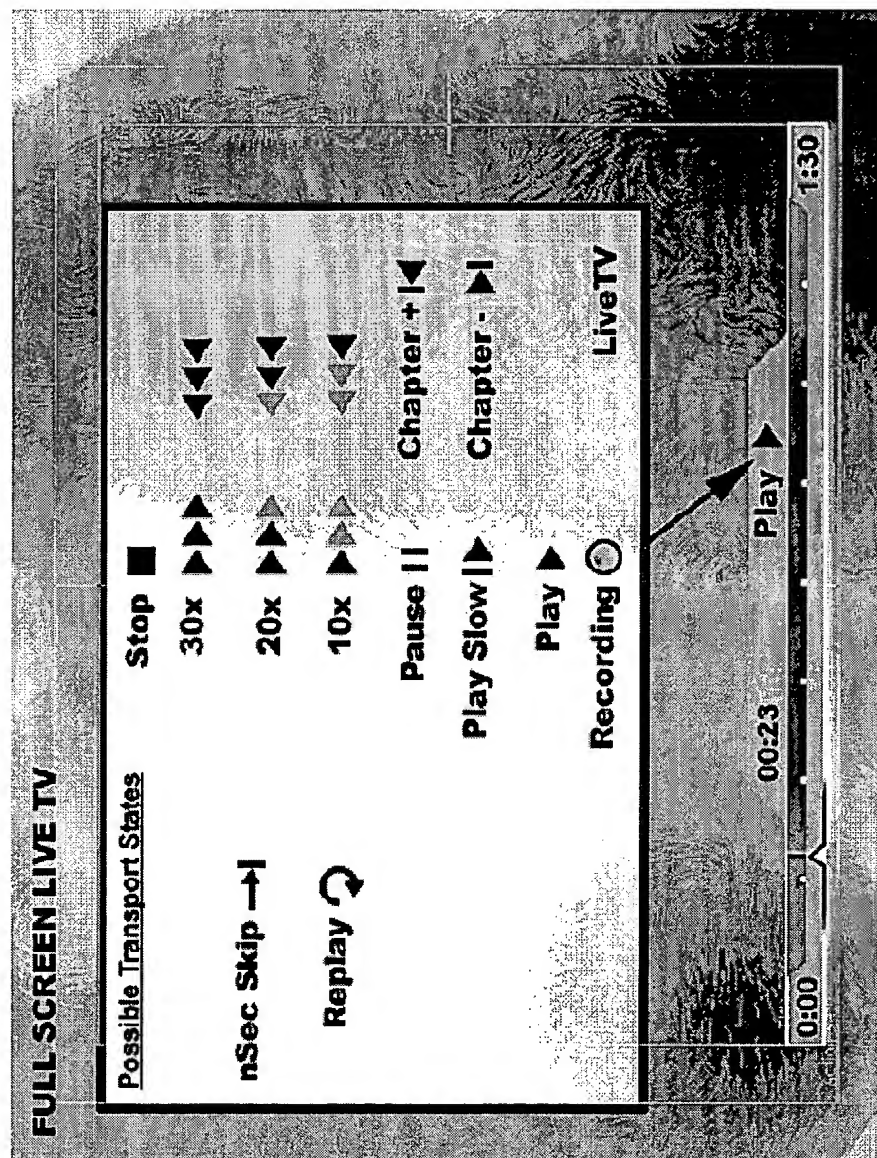 FULL SCREEN LIVE TV
Possible Transport States
Stop
30x
nSec Skip
20x
Replay
10x
Pause
Chapter +
Play Slow
Chapter -
Play
Recording
LiveTV
00:23
Play
0:00
1:30